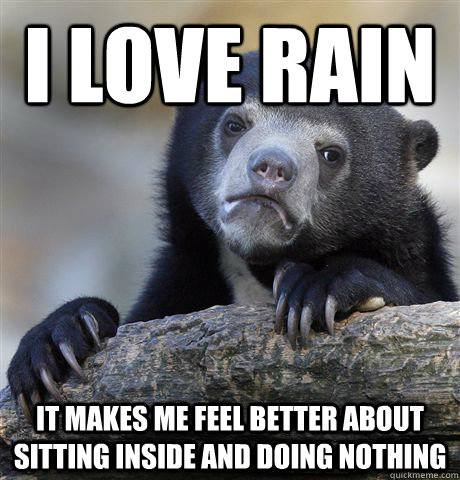 I LOVE RAIN
IT MAKES ME FEEL BETTER ABOUT
SITTING INSIDE AND DOING NOTHING
quickmeme.com